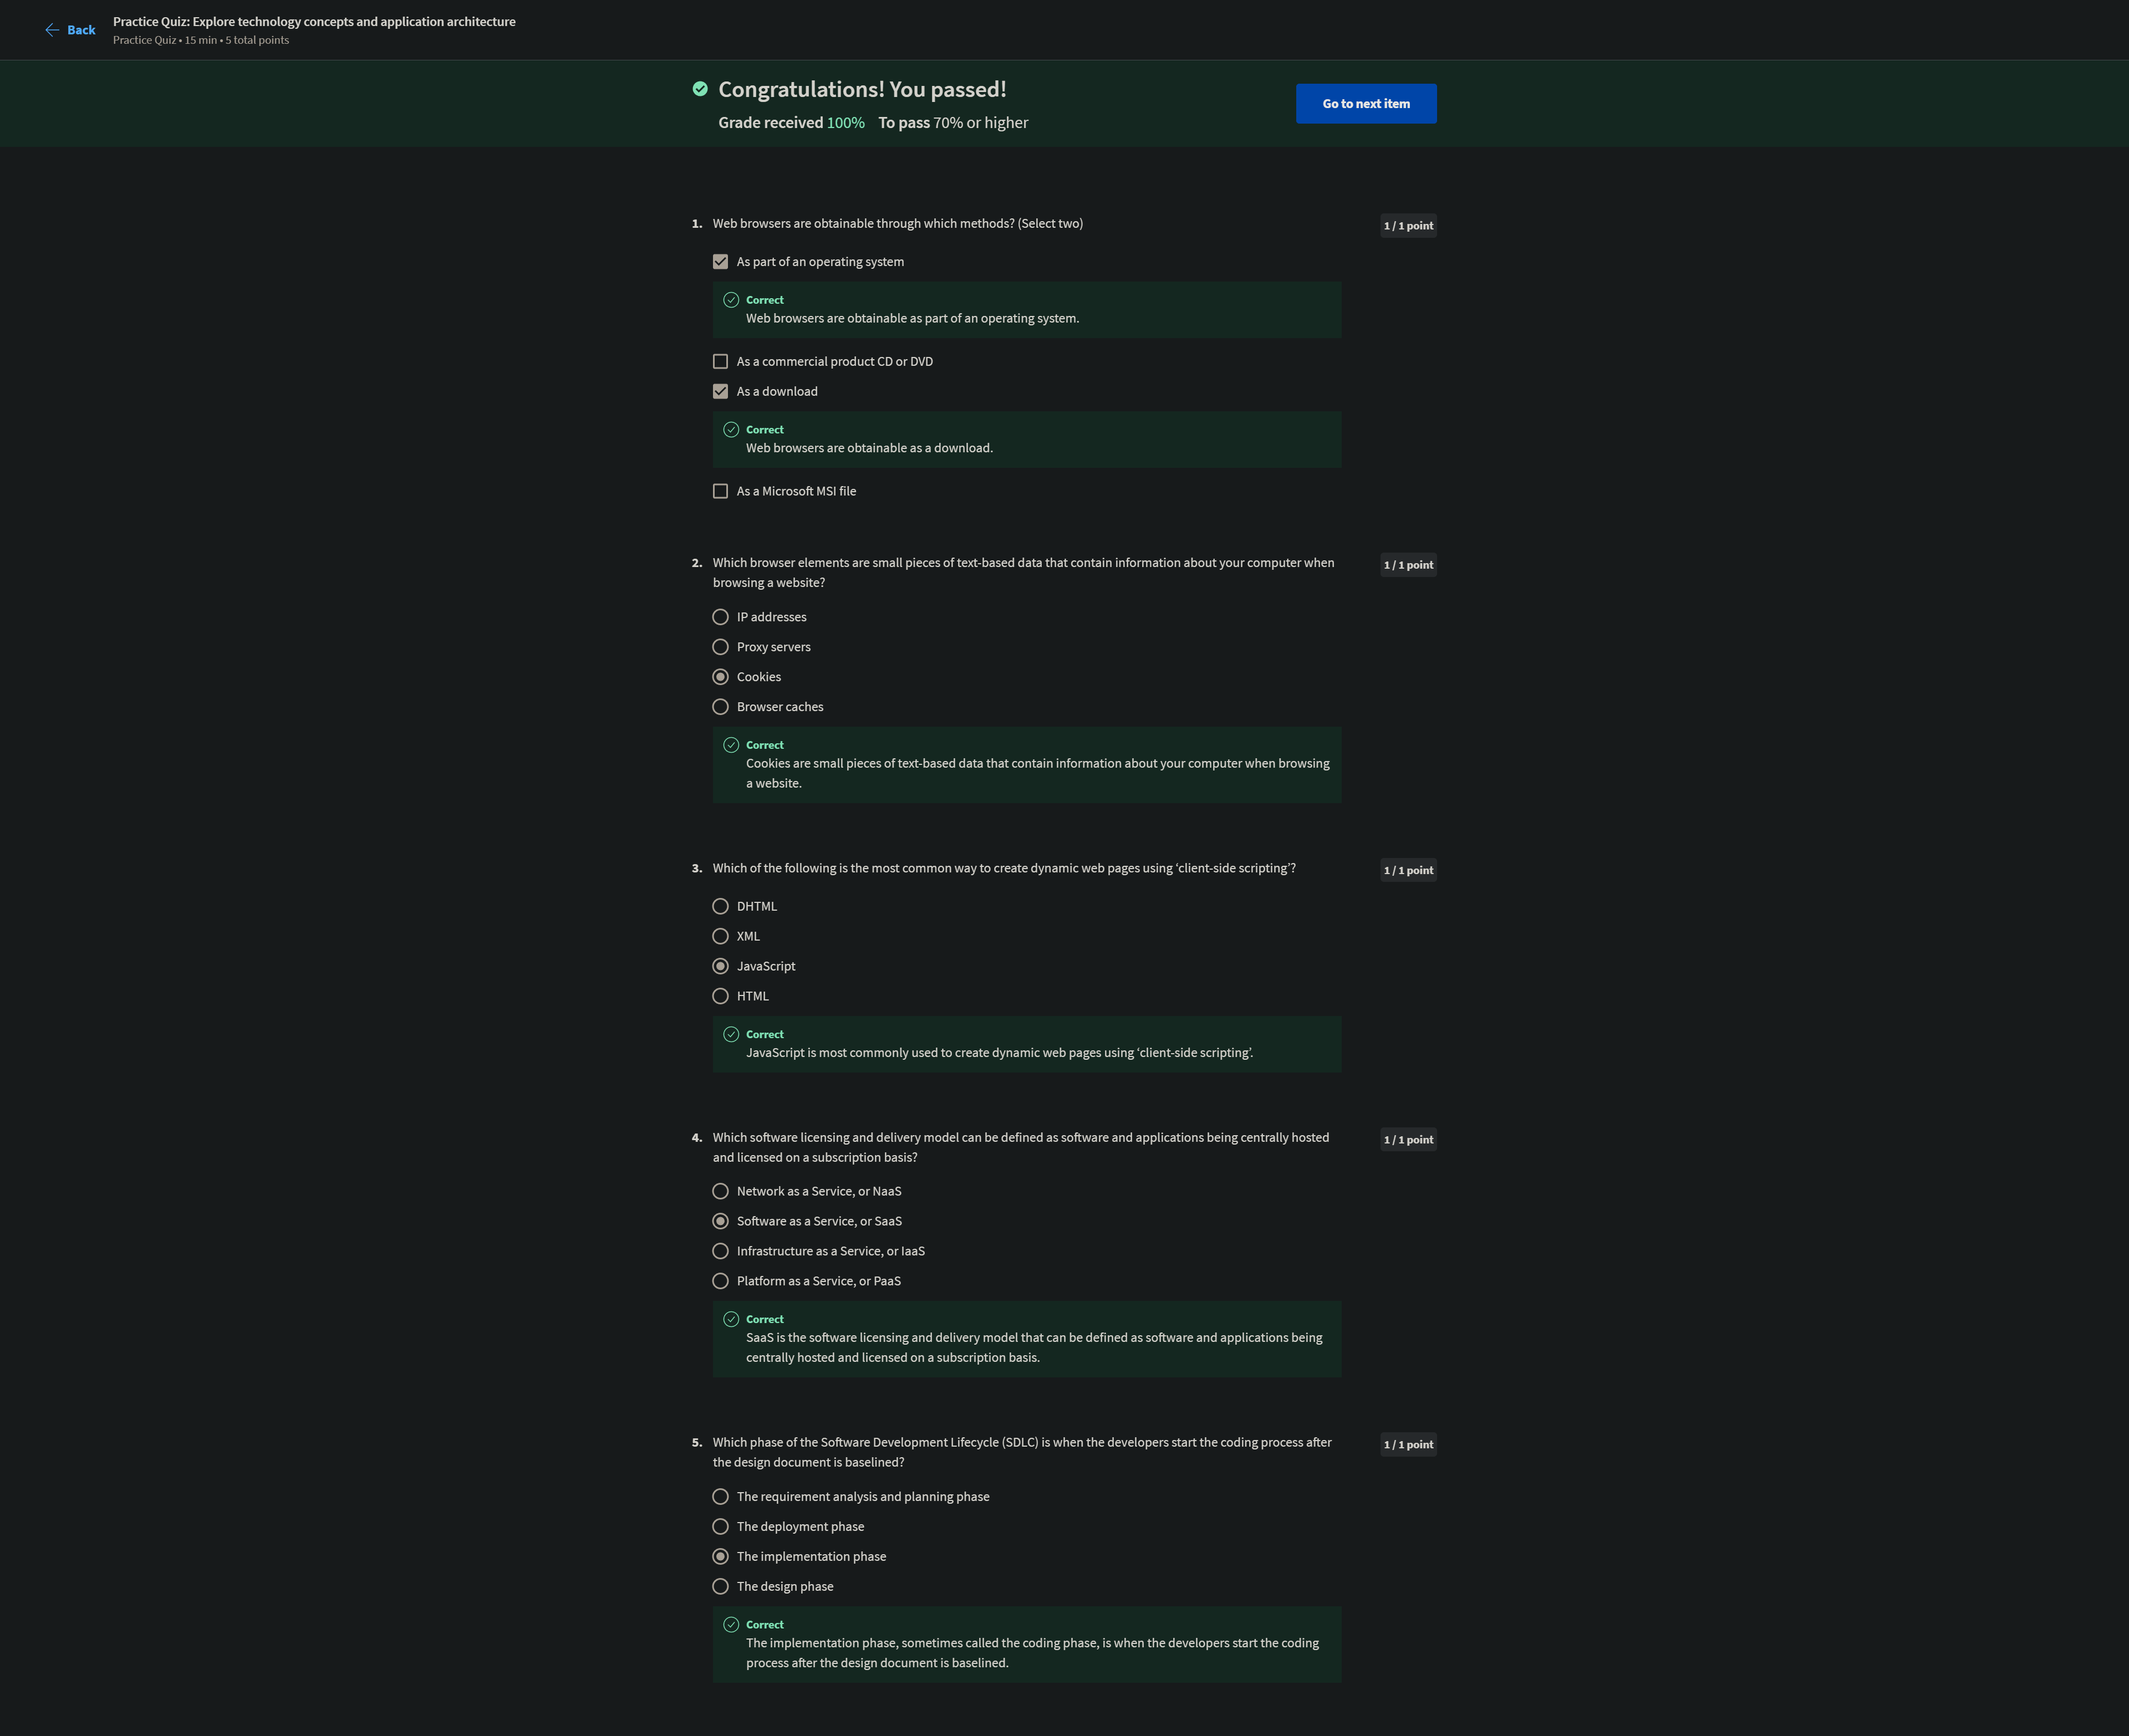 Back
Practice Quiz: Explore technology concepts and application architecture
Practice Quiz • 15 min • 5 total points
Congratulations! You passed!
Grade received 100% To pass 70% or higher
Go to next item
1. Web browsers are obtainable through which methods? (Select two)
1 / 1 point
As part of an operating system
Correct
Web browsers are obtainable as part of an operating system.
As a commercial product CD or DVD
As a download
Correct
Web browsers are obtainable as a download.
As a Microsoft MSI file
2. Which browser elements are small pieces of text-based data that contain information about your computer when
browsing a website?
1 / 1 point
IP addresses
Proxy servers
Cookies
Browser caches
Correct
Cookies are small pieces of text-based data that contain information about your computer when browsing
a website.
3. Which of the following is the most common way to create dynamic web pages using ‘client-side scripting’?
1 / 1 point
DHTML
XML
JavaScript
HTML
Correct
JavaScript is most commonly used to create dynamic web pages using ‘client-side scripting’.
4. Which software licensing and delivery model can be defined as software and applications being centrally hosted
and licensed on a subscription basis?
1 / 1 point
Network as a Service, or NaaS
Software as a Service, or SaaS
Infrastructure as a Service, or IaaS
Platform as a Service, or PaaS
Correct
SaaS is the software licensing and delivery model that can be defined as software and applications being
centrally hosted and licensed on a subscription basis.
5. Which phase of the Software Development Lifecycle (SDLC) is when the developers start the coding process after
the design document is baselined?
1 / 1 point
The requirement analysis and planning phase
The deployment phase
The implementation phase
The design phase
Correct
The implementation phase, sometimes called the coding phase, is when the developers start the coding
process after the design document is baselined.